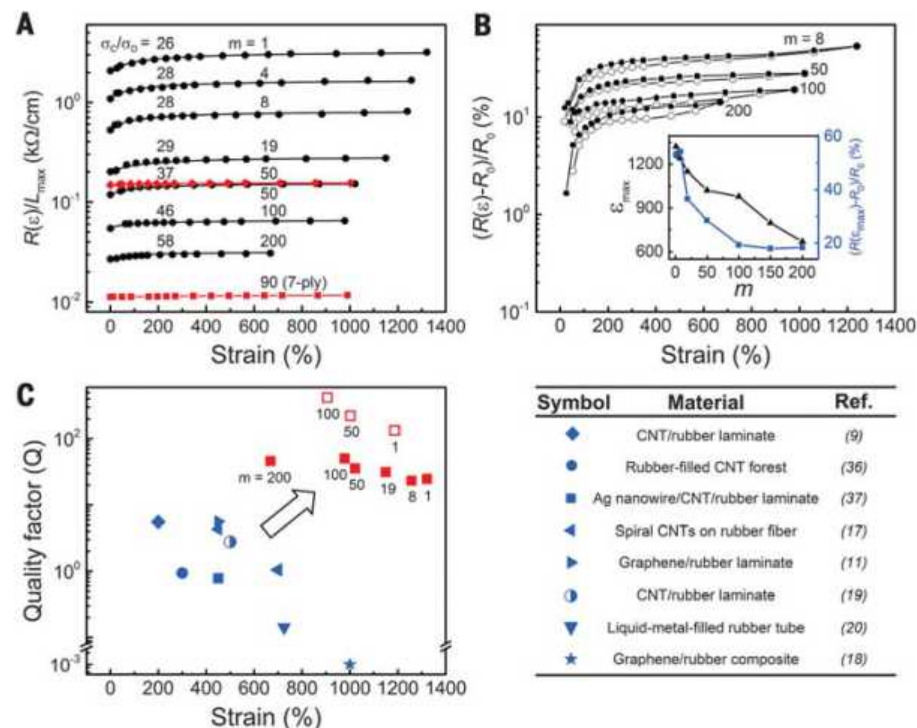 A
σc/σo = 26 m = 1
28 4
28 8
29 19
37 50
50
46 100
58 200
90 (7-ply)
10⁰
10⁻¹
10⁻²
R(ε)/Lmax (kΩ/cm)
0 200 400 600 800 1000 1200 1400
Strain (%)
B
m = 8
50
100
200
10²
10¹
10⁰
10⁻¹
(R(ε)-R₀)/R₀ (%)
0 200 400 600 800 1000 1200 1400
Strain (%)
1200
900
600
εmax
60
40
20
(R(εmax)-R₀)/R₀ (%)
0 50 100 150 200
m
C
100
50
1
m = 200
100
50
19
8
1
10²
10⁰
10⁻³
Quality factor (Q)
0 200 400 600 800 1000 1200 1400
Strain (%)
Symbol Material Ref.
CNT/rubber laminate (9)
Rubber-filled CNT forest (36)
Ag nanowire/CNT/rubber laminate (37)
Spiral CNTs on rubber fiber (17)
Graphene/rubber laminate (11)
CNT/rubber laminate (19)
Liquid-metal-filled rubber tube (20)
Graphene/rubber composite (18)